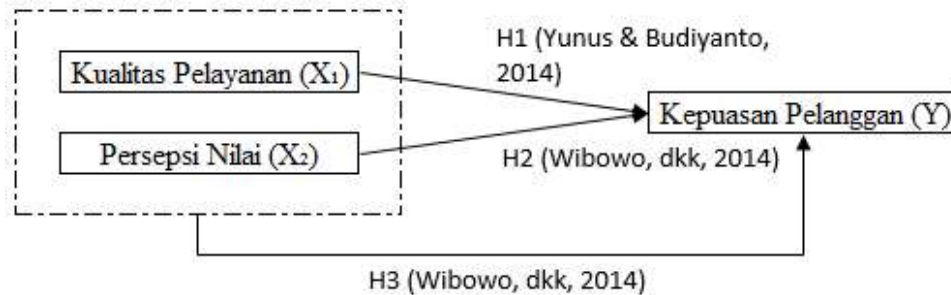 H1 (Yunus & Budiyanto,
2014)
Kualitas Pelayanan (X₁)
Kepuasan Pelanggan (Y)
Persepsi Nilai (X₂)
H2 (Wibowo, dkk, 2014)
H3 (Wibowo, dkk, 2014)